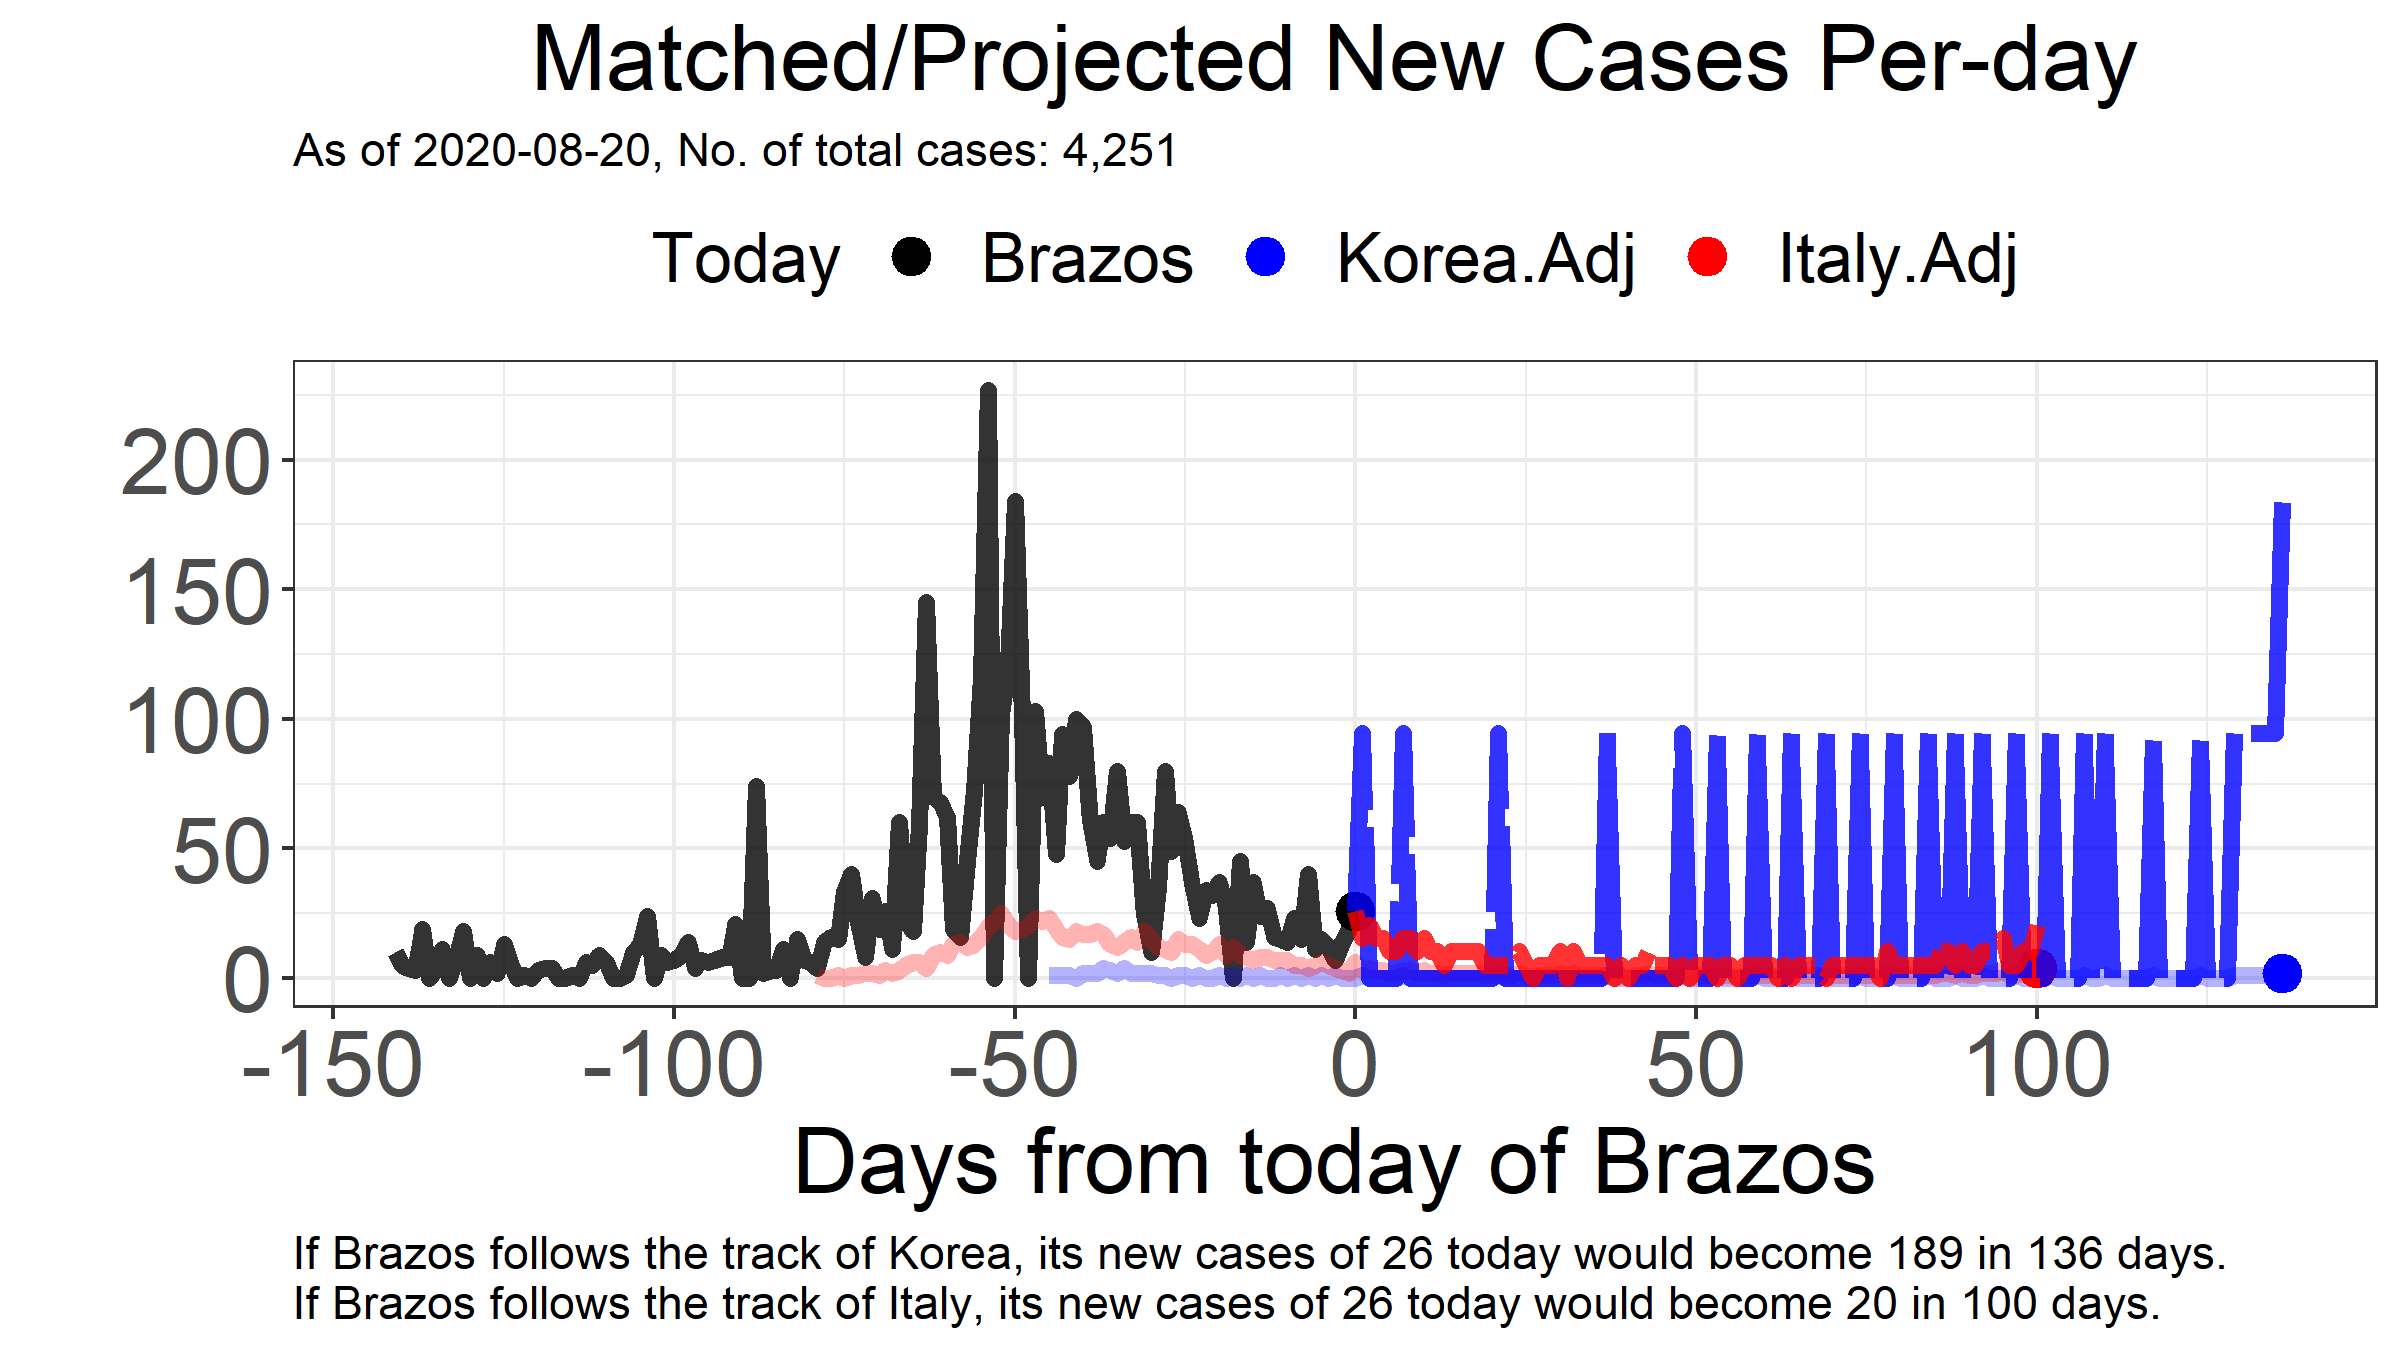 Matched/Projected New Cases Per-day
As of 2020-08-20, No. of total cases: 4,251
Today Brazos Korea.Adj Italy.Adj
200
150
100
50
0
-150 -100 -50 0 50 100
Days from today of Brazos
If Brazos follows the track of Korea, its new cases of 26 today would become 189 in 136 days.
If Brazos follows the track of Italy, its new cases of 26 today would become 20 in 100 days.